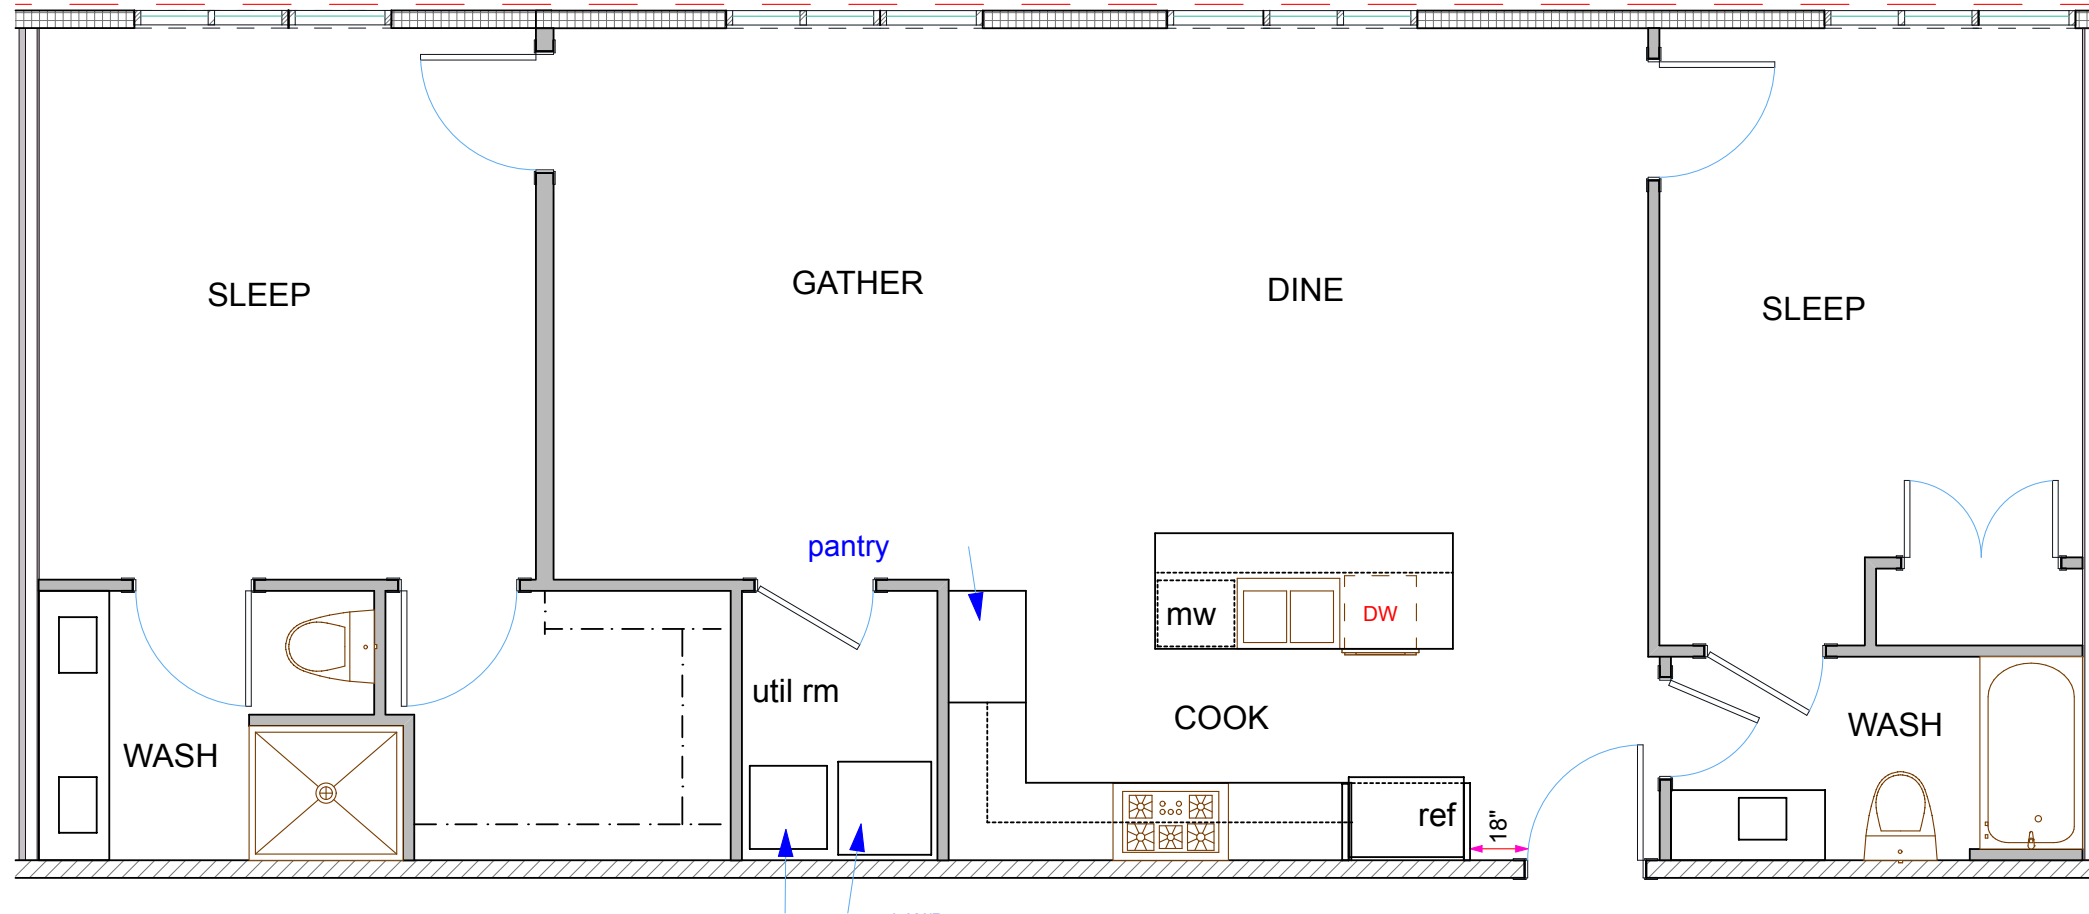 SLEEP
GATHER
DINE
SLEEP
pantry
mw
DW
util rm
COOK
WASH
WASH
ref
18"